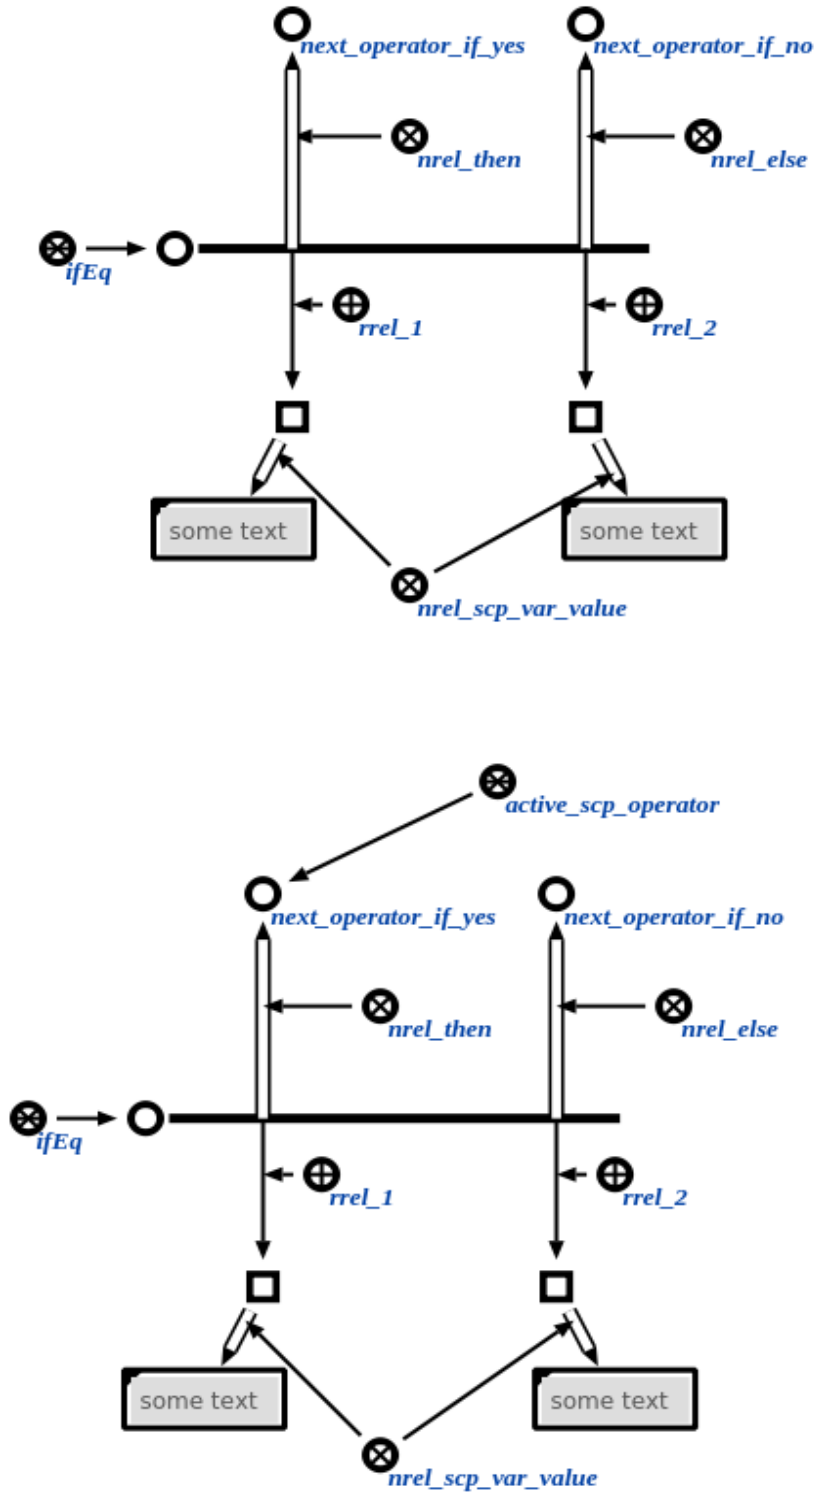 next_operator_if_yes
next_operator_if_no
nrel_then
nrel_else
ifEq
rrel_1
rrel_2
some text
some text
nrel_scp_var_value
active_scp_operator
next_operator_if_yes
next_operator_if_no
nrel_then
nrel_else
ifEq
rrel_1
rrel_2
some text
some text
nrel_scp_var_value